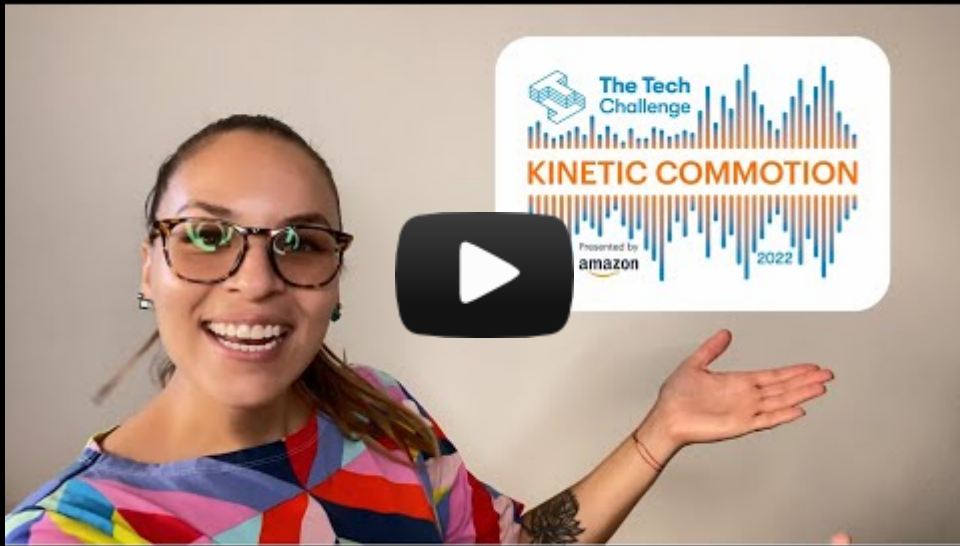 The Tech
Challenge
KINETIC COMMOTION
Presented by
amazon
2022